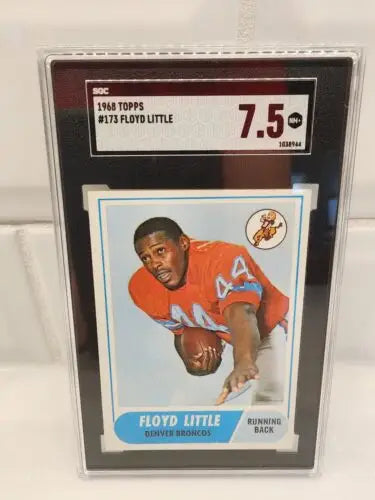 SGC
1968 TOPPS
#173 FLOYD LITTLE
7.5 NM+
1038944
44
44
FLOYD LITTLE
DENVER BRONCOS
RUNNING
BACK